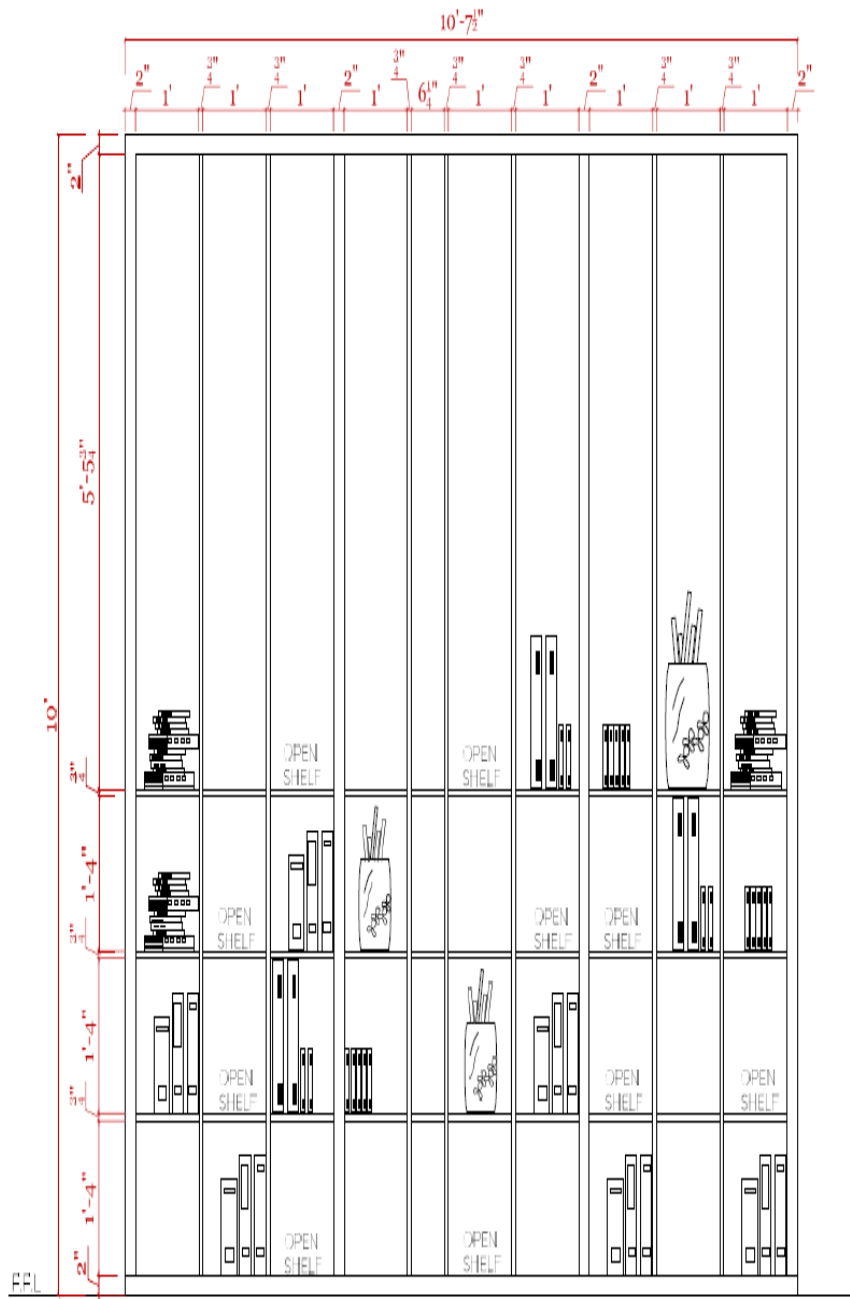 10'-7½"
2" ¾" ¾" 2" ¾" ¾" ¾" 2" ¾" ¾" 2"
1' 1' 1' 1' 6¼" 1' 1' 1' 1' 1'
2"
5'-5¾"
10'
OPEN
SHELF
OPEN
SHELF
¾"
1'-4"
OPEN
SHELF
OPEN
SHELF
OPEN
SHELF
¾"
1'-4"
OPEN
SHELF
OPEN
SHELF
OPEN
SHELF
¾"
1'-4"
OPEN
SHELF
OPEN
SHELF
2"
F.F.L